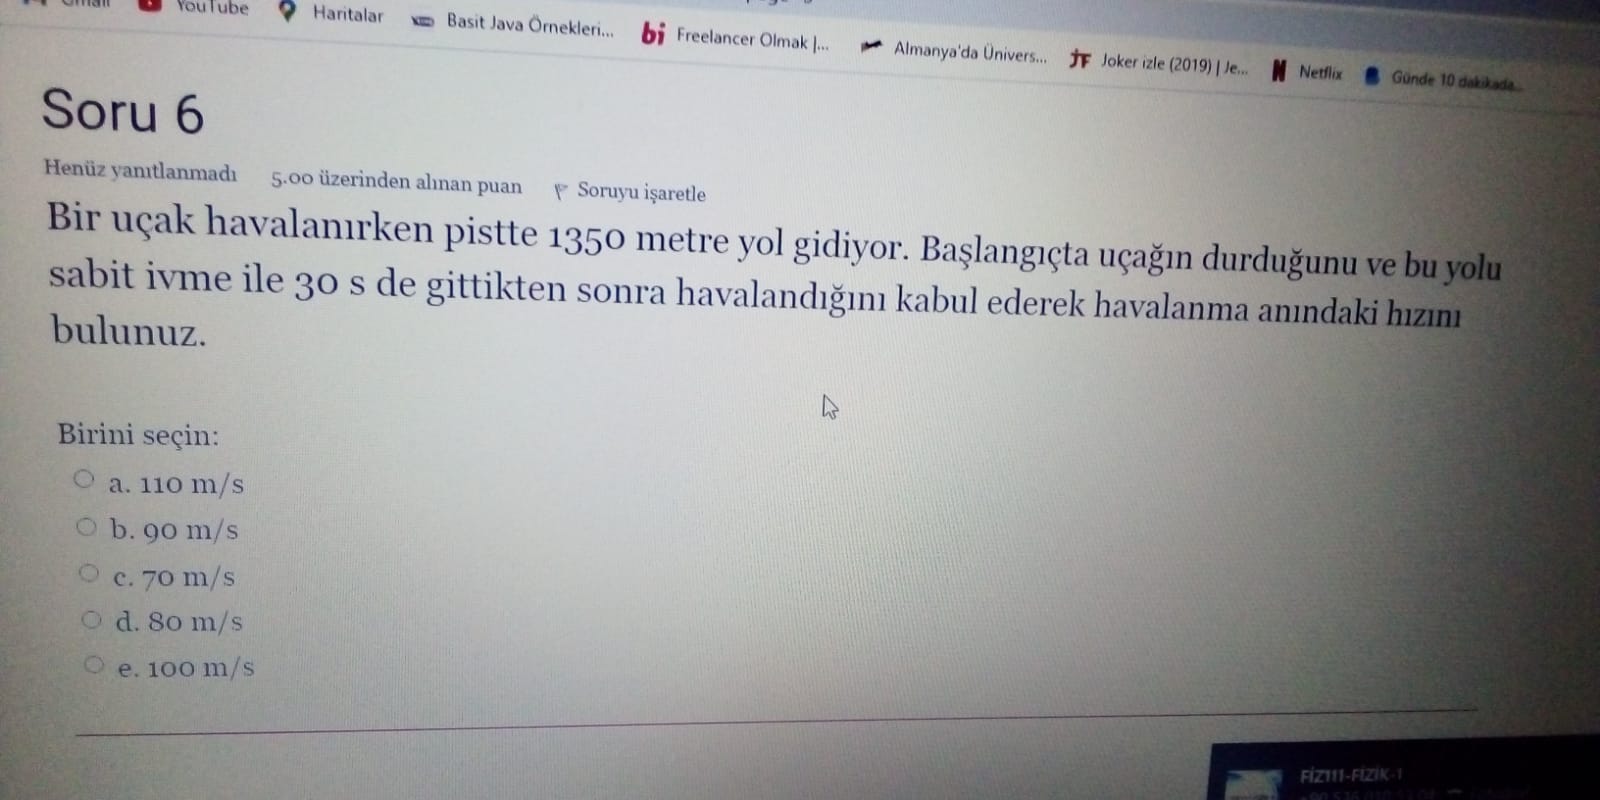 YouTube Haritalar Basit Java Örnekleri... bi Freelancer Olmak |... Almanya'da Ünivers... JF Joker izle (2019) | Je... N Netflix Günde 10 dakikada...
Soru 6
Henüz yanıtlanmadı 5.00 üzerinden alınan puan Soruyu işaretle
Bir uçak havalanırken pistte 1350 metre yol gidiyor. Başlangıçta uçağın durduğunu ve bu yolu
sabit ivme ile 30 s de gittikten sonra havalandığını kabul ederek havalanma anındaki hızını
bulunuz.
Birini seçin:
a. 110 m/s
b. 90 m/s
c. 70 m/s
d. 80 m/s
e. 100 m/s
FİZ111-FİZİK-1